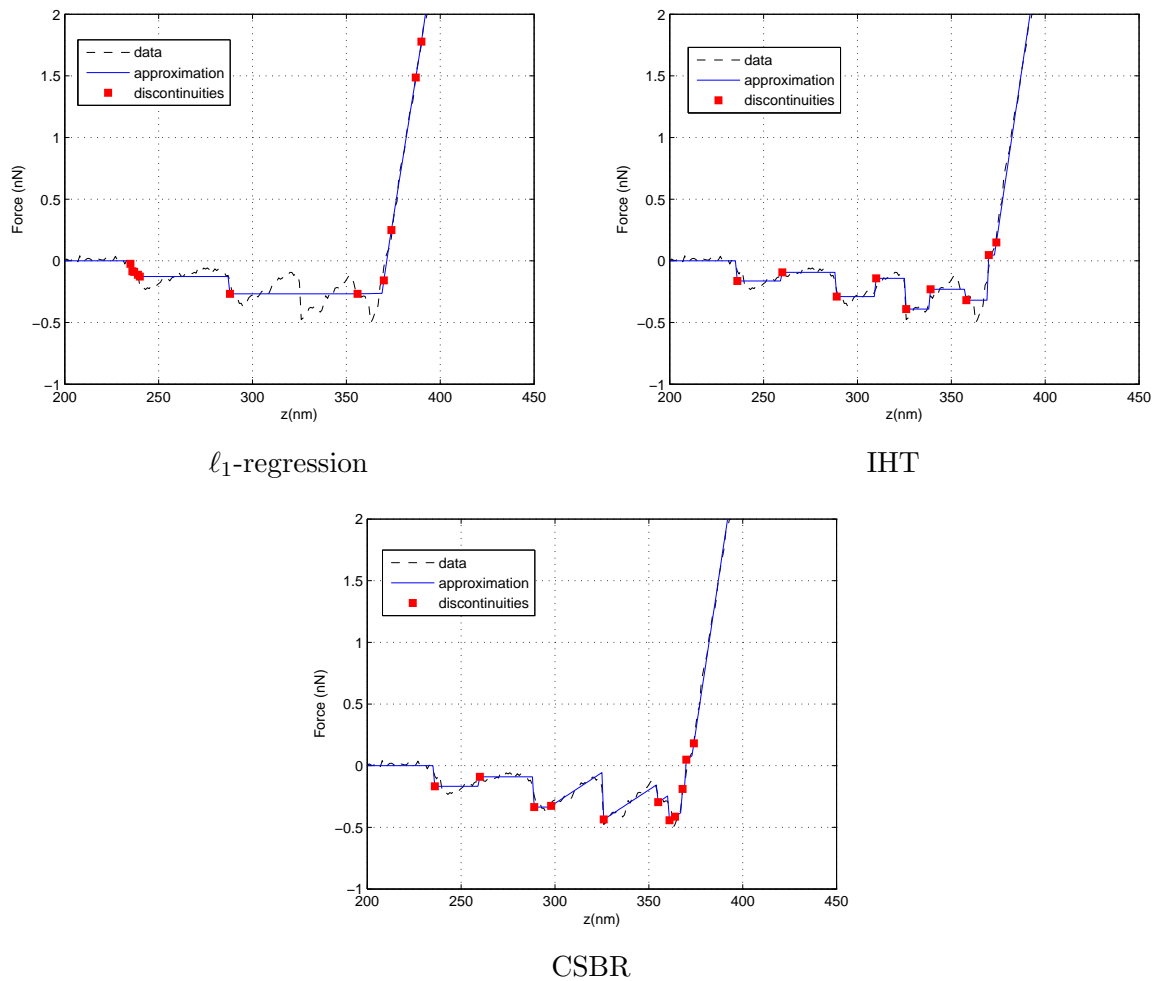 2
1.5
1
0.5
0
−0.5
−1
Force (nN)
data
approximation
discontinuities
200 250 300 350 400 450
z(nm)
ℓ1-regression
2
1.5
1
0.5
0
−0.5
−1
Force (nN)
data
approximation
discontinuities
200 250 300 350 400 450
z(nm)
IHT
2
1.5
1
0.5
0
−0.5
−1
Force (nN)
data
approximation
discontinuities
200 250 300 350 400 450
z(nm)
CSBR